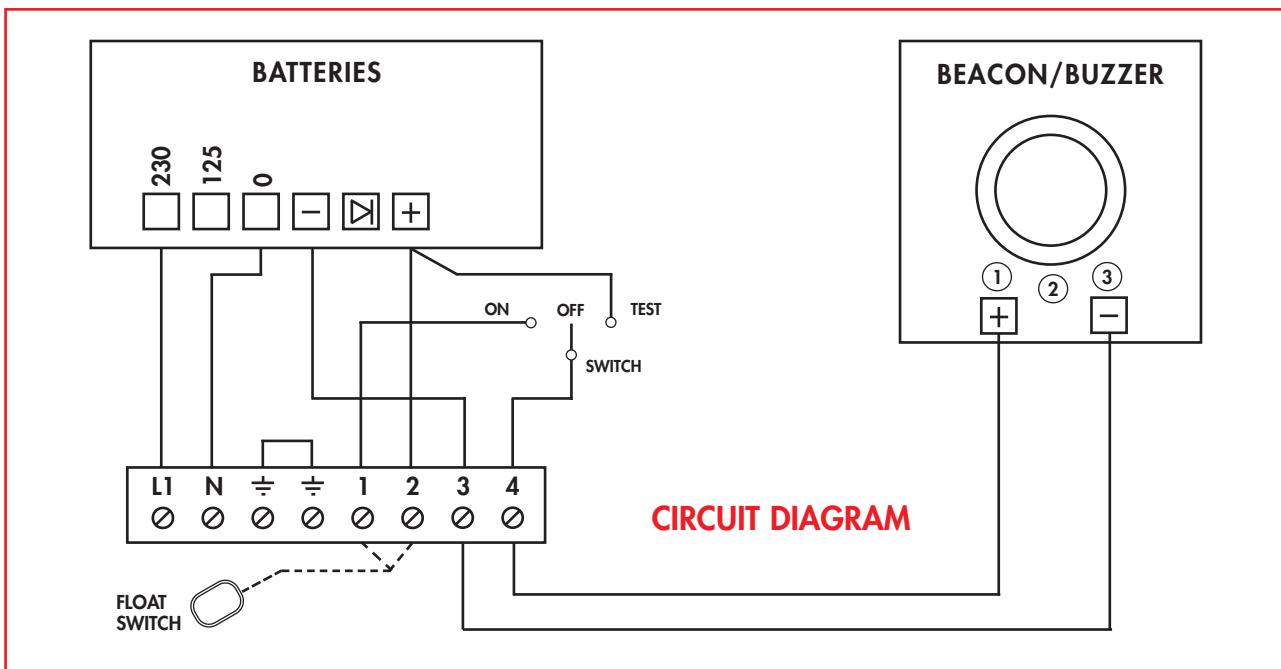 BATTERIES
230
125
0
−
+
BEACON/BUZZER
1
2
3
+
−
ON
OFF
TEST
SWITCH
L1 N 1 2 3 4
CIRCUIT DIAGRAM
FLOAT
SWITCH